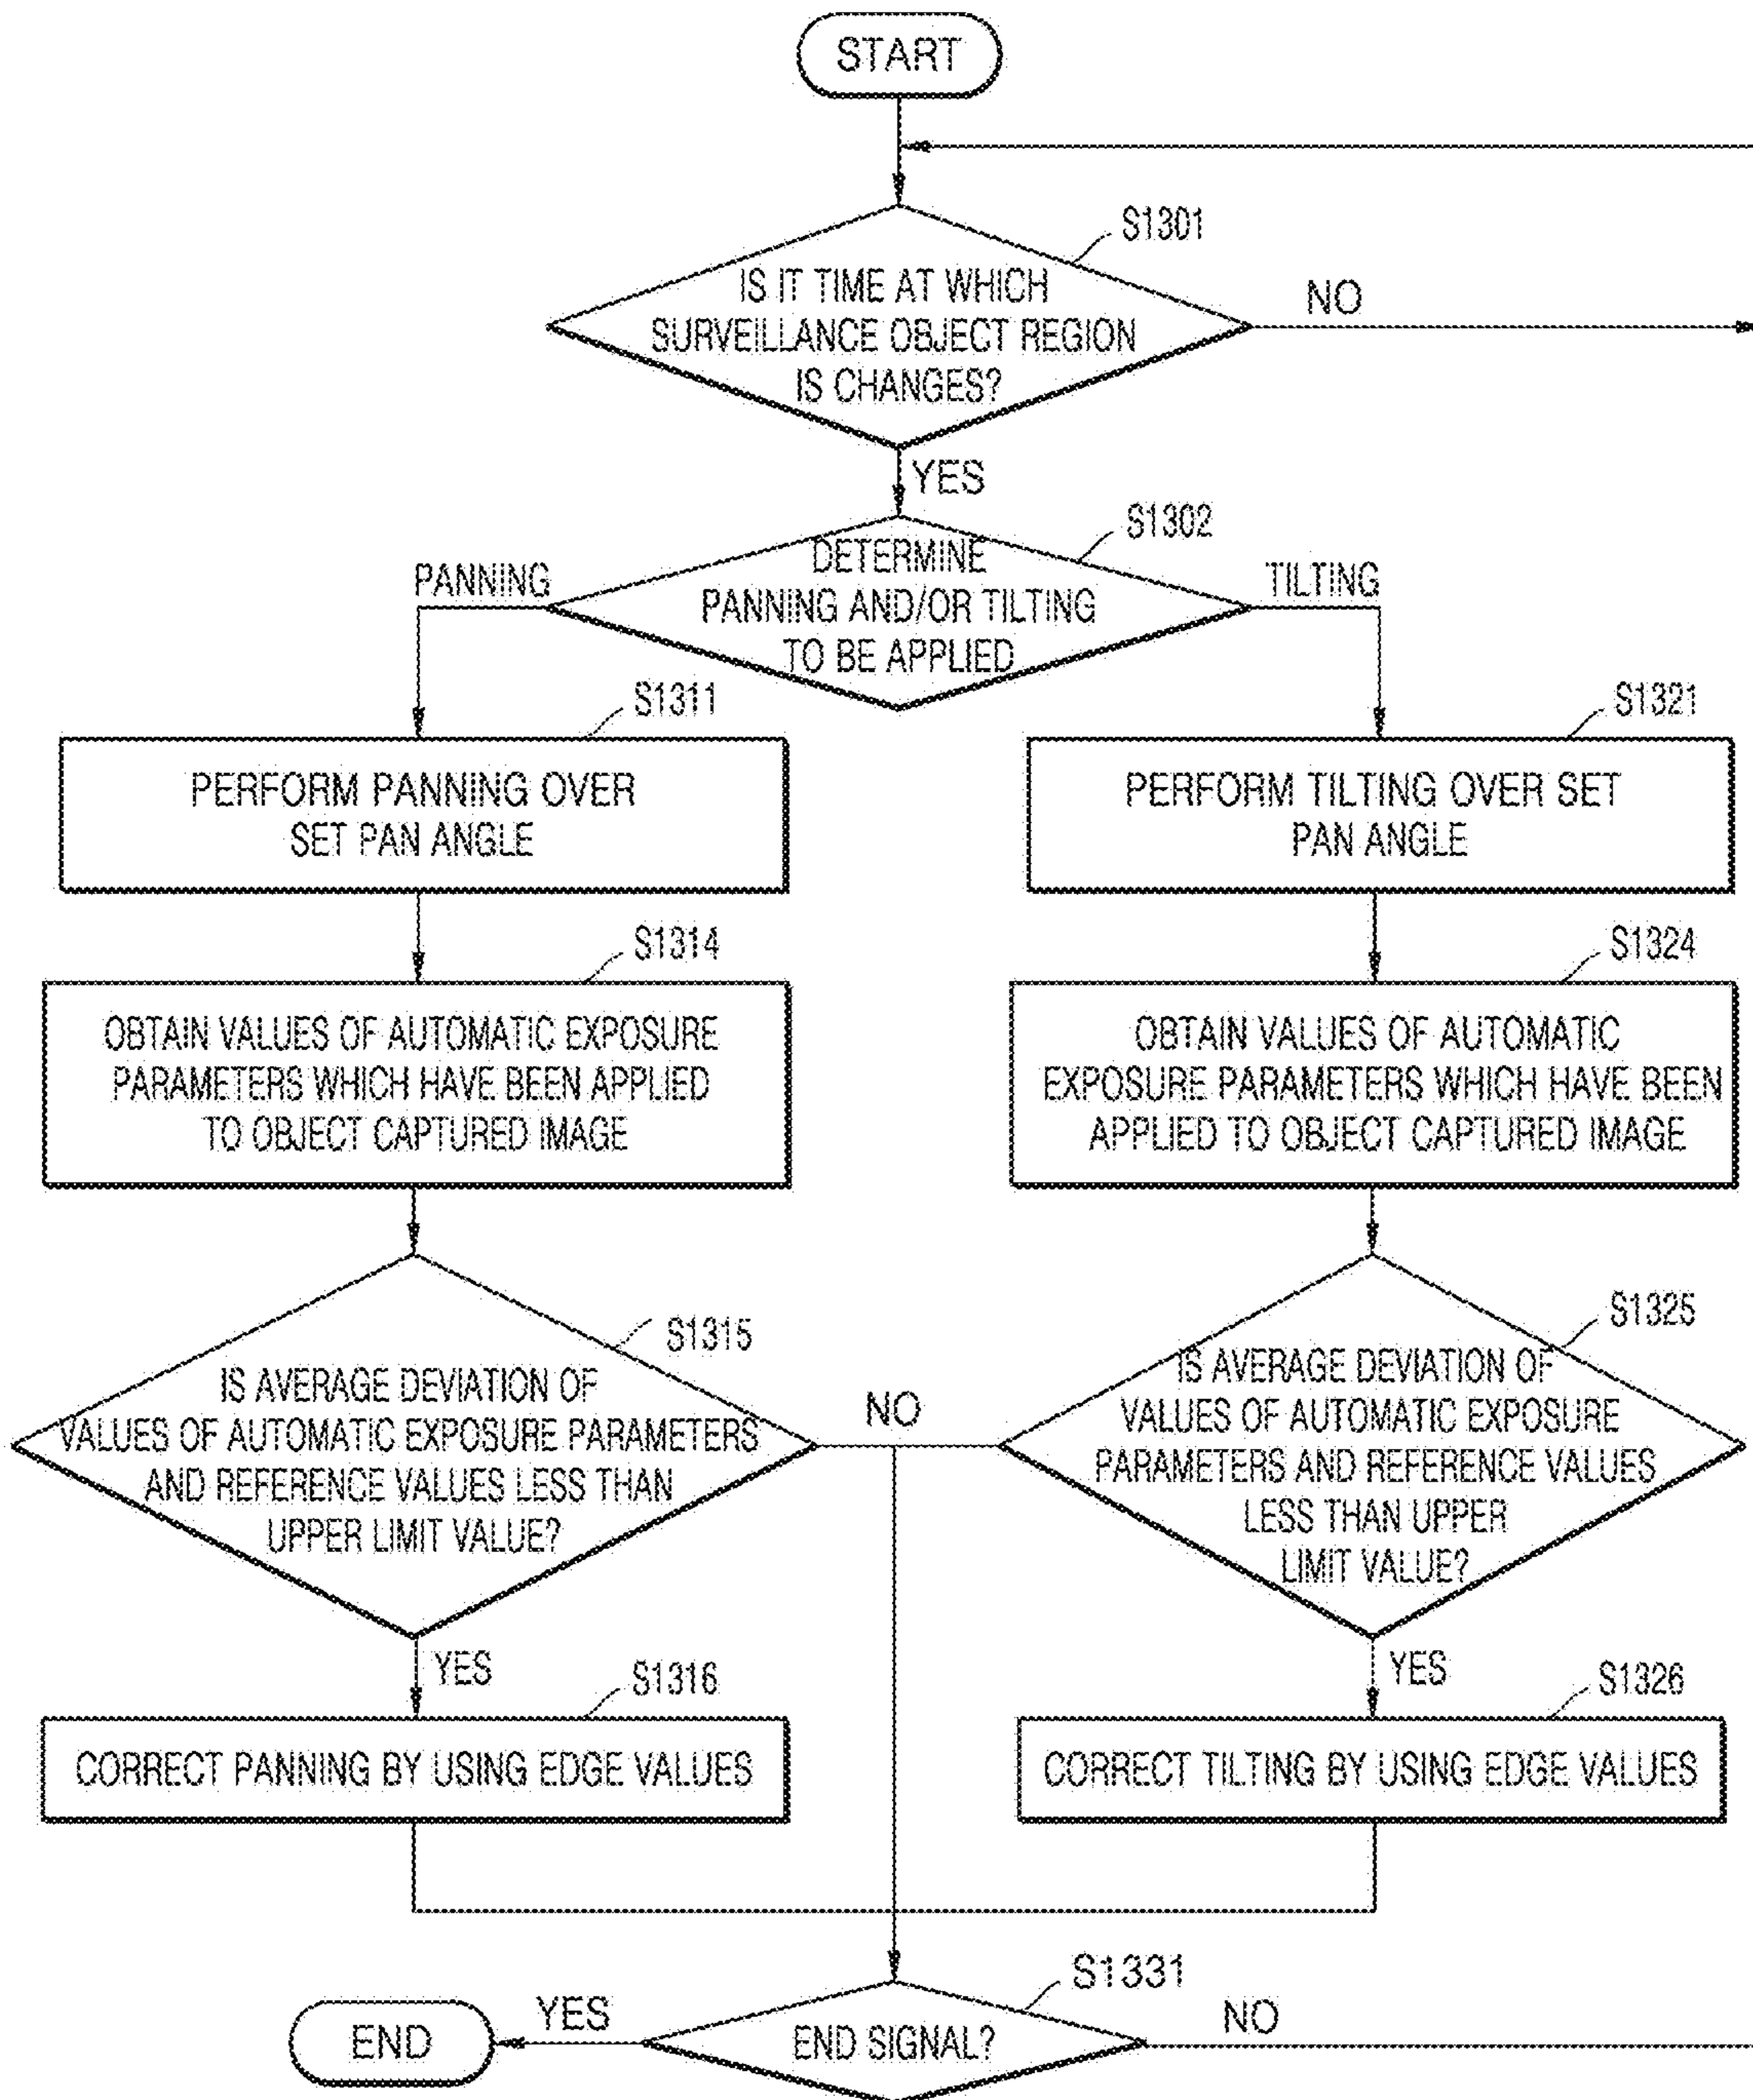 START
S1301
IS IT TIME AT WHICH
SURVEILLANCE OBJECT REGION
IS CHANGES?
NO
YES
S1302
DETERMINE
PANNING AND/OR TILTING
TO BE APPLIED
PANNING
TILTING
S1311
PERFORM PANNING OVER
SET PAN ANGLE
S1321
PERFORM TILTING OVER SET
PAN ANGLE
S1314
OBTAIN VALUES OF AUTOMATIC EXPOSURE
PARAMETERS WHICH HAVE BEEN APPLIED
TO OBJECT CAPTURED IMAGE
S1324
OBTAIN VALUES OF AUTOMATIC
EXPOSURE PARAMETERS WHICH HAVE BEEN
APPLIED TO OBJECT CAPTURED IMAGE
S1315
IS AVERAGE DEVIATION OF
VALUES OF AUTOMATIC EXPOSURE PARAMETERS
AND REFERENCE VALUES LESS THAN
UPPER LIMIT VALUE?
NO
S1325
IS AVERAGE DEVIATION OF
VALUES OF AUTOMATIC EXPOSURE
PARAMETERS AND REFERENCE VALUES
LESS THAN UPPER
LIMIT VALUE?
YES
S1316
CORRECT PANNING BY USING EDGE VALUES
YES
S1326
CORRECT TILTING BY USING EDGE VALUES
S1331
END SIGNAL?
YES
END
NO